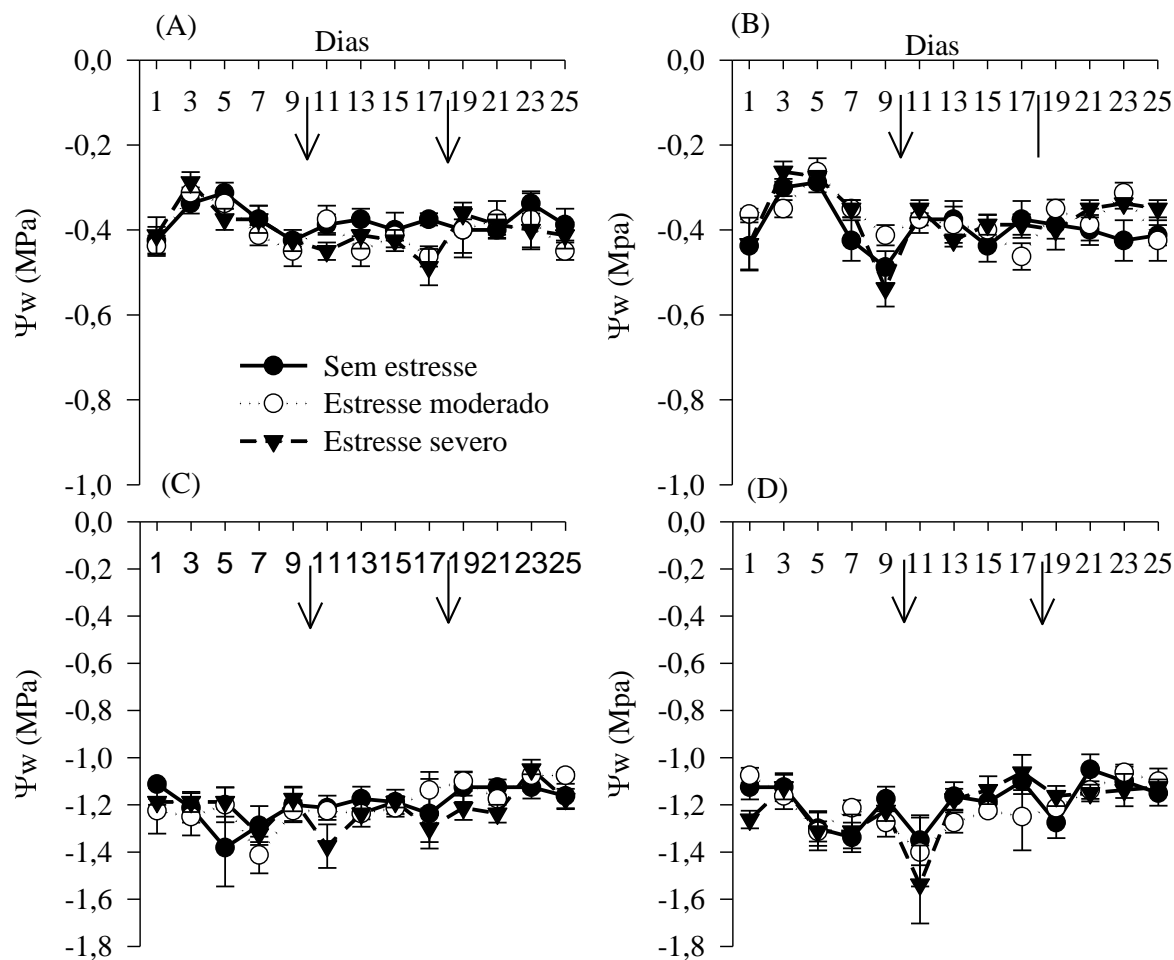 (A)
Dias
0,0
1 3 5 7 9 11 13 15 17 19 21 23 25
-0,2
-0,4
-0,6
-0,8
-1,0
Ψw (MPa)
Sem estresse
Estresse moderado
Estresse severo
(B)
Dias
0,0
1 3 5 7 9 11 13 15 17 19 21 23 25
-0,2
-0,4
-0,6
-0,8
-1,0
Ψw (Mpa)
(C)
0,0
1 3 5 7 9 11 13 15 17 19 21 23 25
-0,2
-0,4
-0,6
-0,8
-1,0
-1,2
-1,4
-1,6
-1,8
Ψw (MPa)
(D)
0,0
1 3 5 7 9 11 13 15 17 19 21 23 25
-0,2
-0,4
-0,6
-0,8
-1,0
-1,2
-1,4
-1,6
-1,8
Ψw (Mpa)